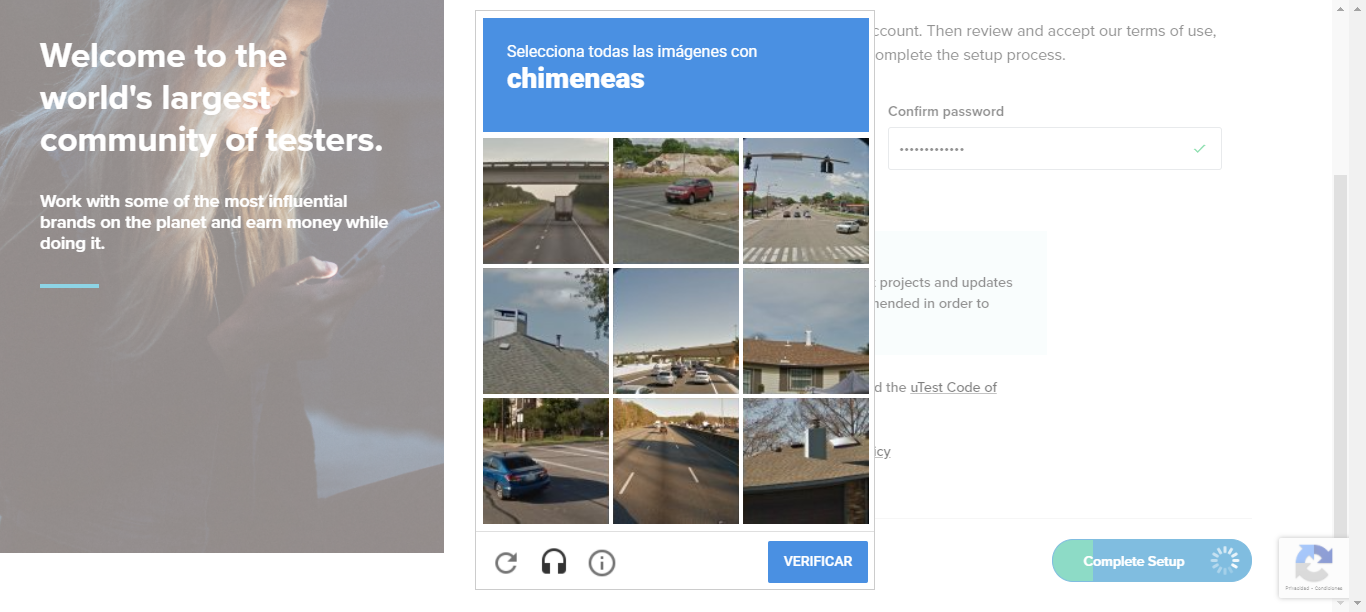 Welcome to the
world's largest
community of testers.
Work with some of the most influential
brands on the planet and earn money while
doing it.
Selecciona todas las imágenes con
chimeneas
VERIFICAR
ccount. Then review and accept our terms of use,
omplete the setup process.
Confirm password
•••••••••••••
t projects and updates
nended in order to
d the uTest Code of
icy
Complete Setup
Privacidad - Condiciones